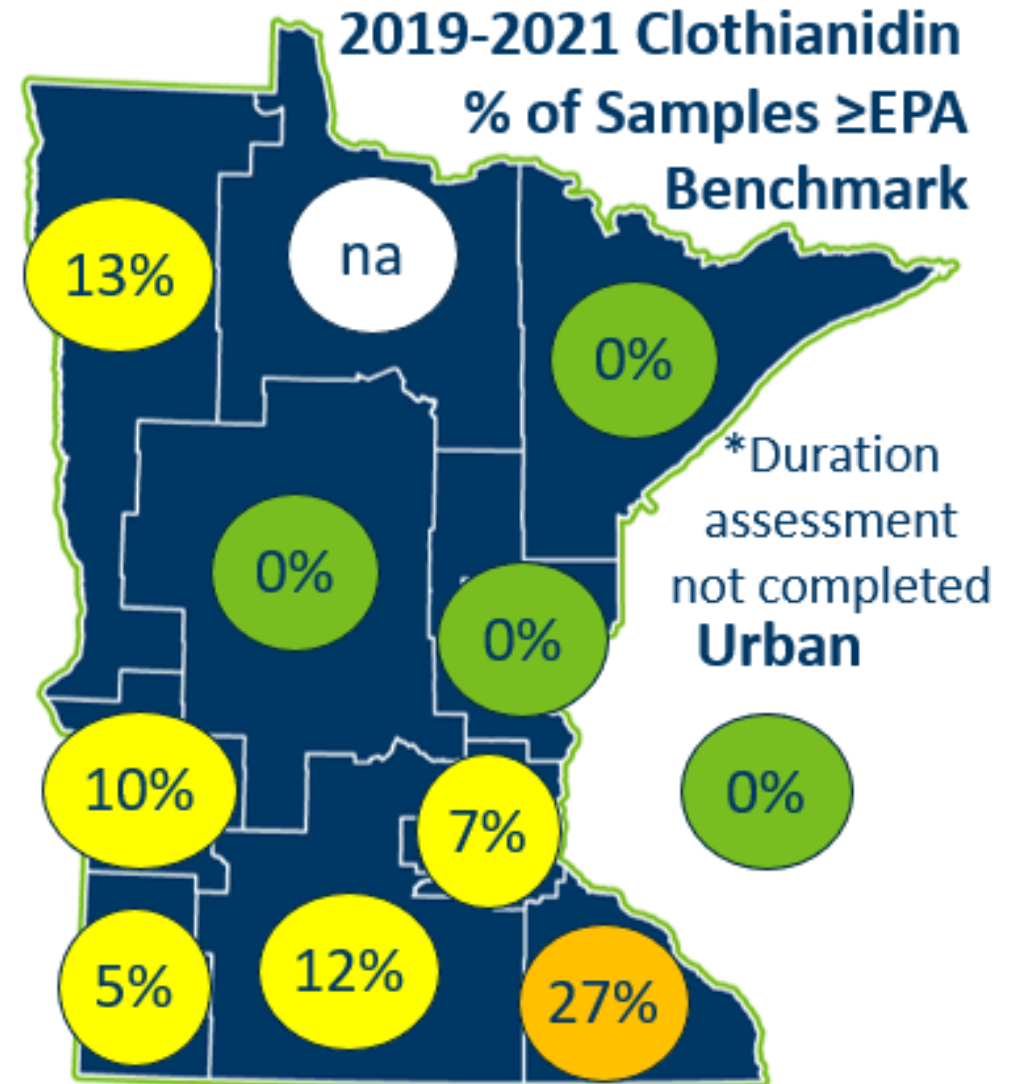 2019-2021 Clothianidin
% of Samples ≥EPA
Benchmark
13%
na
0%
*Duration
assessment
not completed
0%
0%
Urban
10%
7%
0%
5%
12%
27%